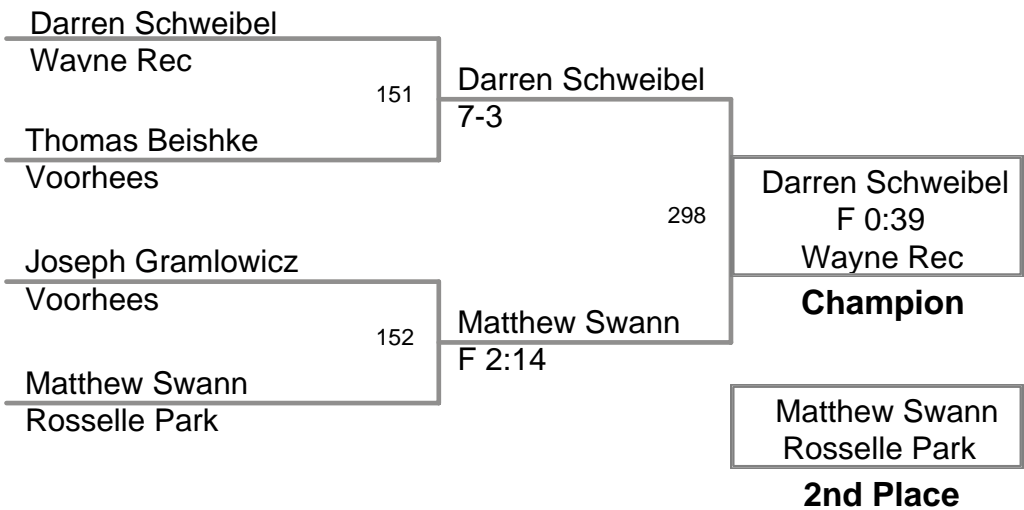 Darren Schweibel
Wayne Rec
151
Thomas Beishke
Voorhees
Darren Schweibel
7-3
Joseph Gramlowicz
Voorhees
152
Matthew Swann
Rosselle Park
Matthew Swann
F 2:14
298
Darren Schweibel
F 0:39
Wayne Rec
Champion
Matthew Swann
Rosselle Park
2nd Place